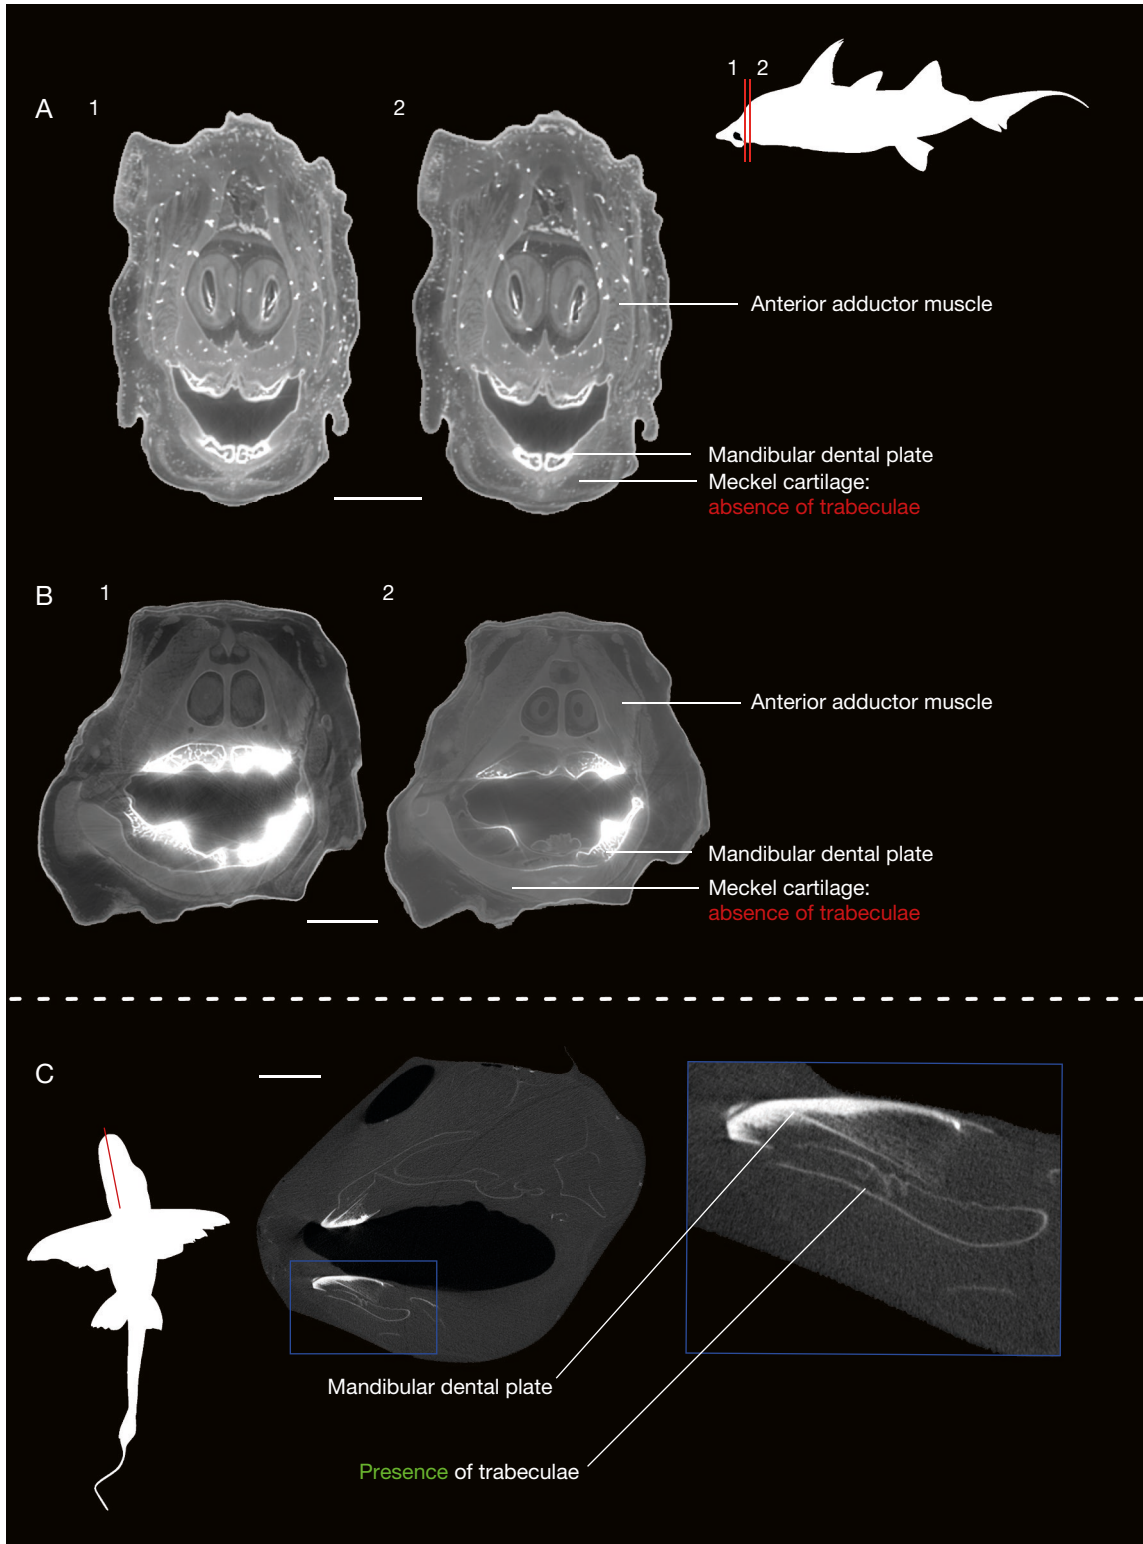 1 2
A 1 2
Anterior adductor muscle
Mandibular dental plate
Meckel cartilage:
absence of trabeculae
B 1 2
Anterior adductor muscle
Mandibular dental plate
Meckel cartilage:
absence of trabeculae
C
Mandibular dental plate
Presence of trabeculae